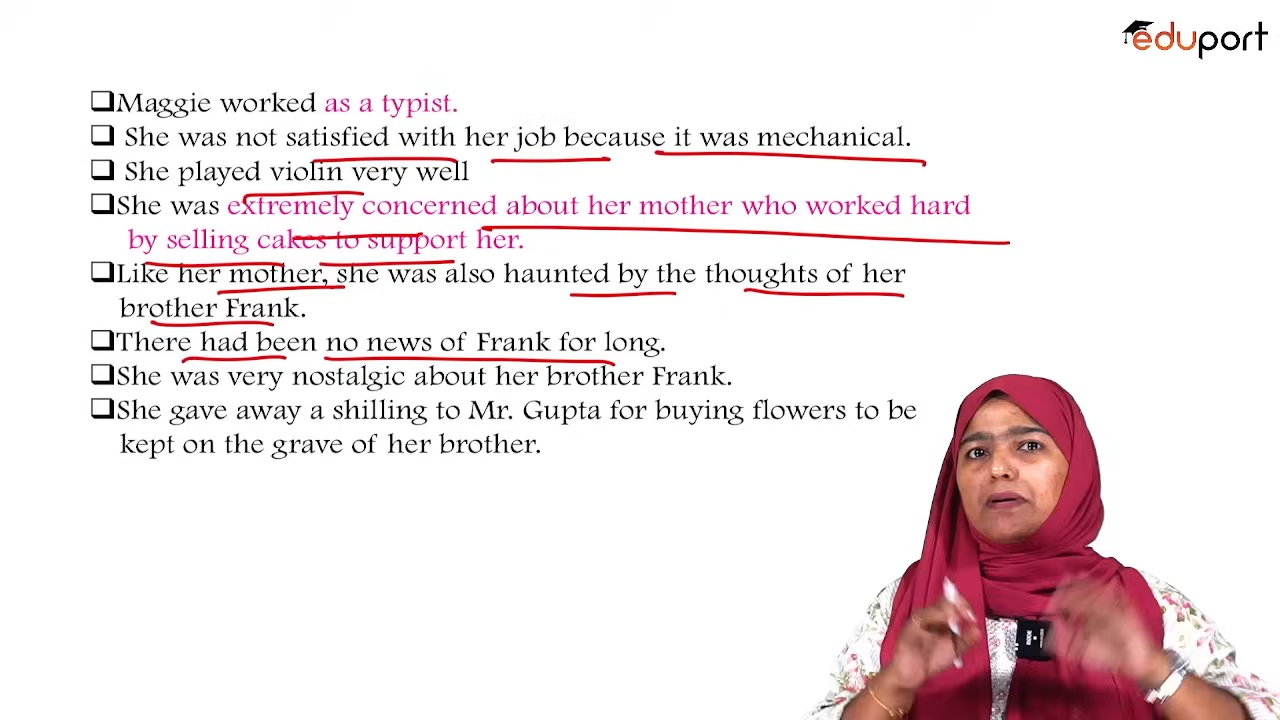 eduport
❑Maggie worked as a typist.
❑ She was not satisfied with her job because it was mechanical.
❑ She played violin very well
❑She was extremely concerned about her mother who worked hard
by selling cakes to support her.
❑Like her mother, she was also haunted by the thoughts of her
brother Frank.
❑There had been no news of Frank for long.
❑She was very nostalgic about her brother Frank.
❑She gave away a shilling to Mr. Gupta for buying flowers to be
kept on the grave of her brother.